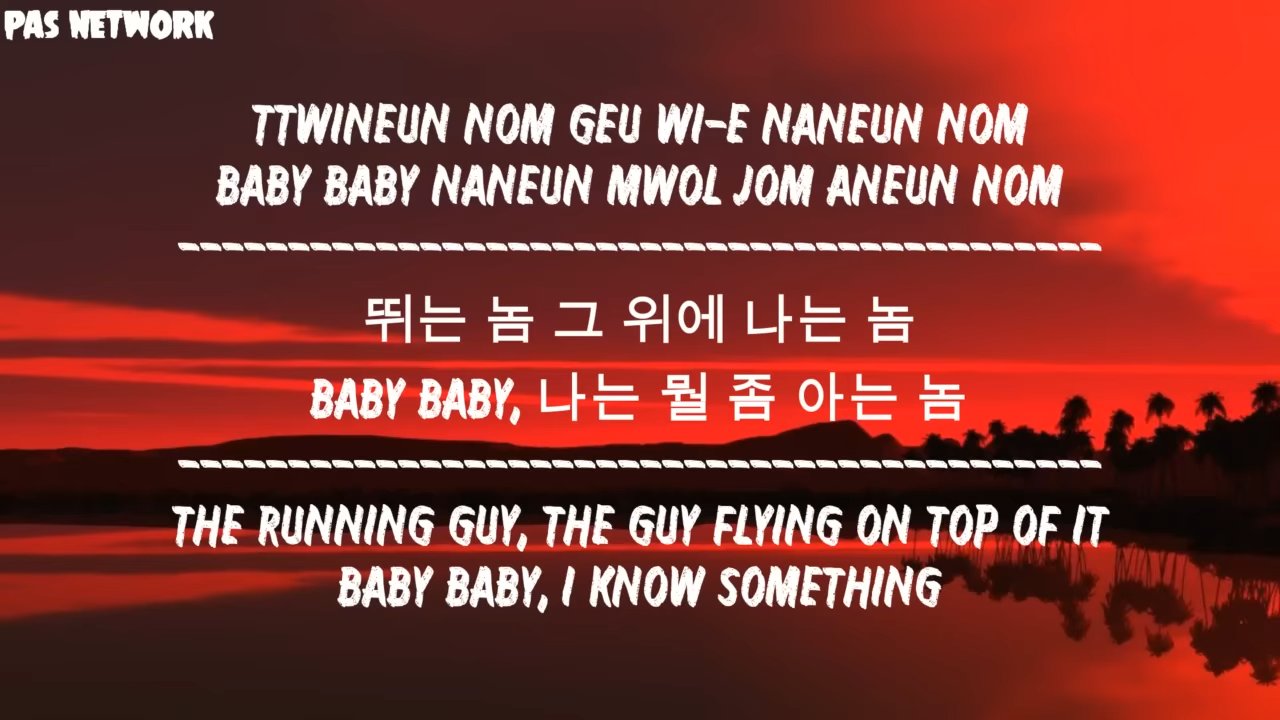 PAS NETWORK
TTWINEUN NOM GEU WI-E NANEUN NOM
BABY BABY NANEUN MWOL JOM ANEUN NOM
뛰는 놈 그 위에 나는 놈
BABY BABY, 나는 뭘 좀 아는 놈
THE RUNNING GUY, THE GUY FLYING ON TOP OF IT
BABY BABY, I KNOW SOMETHING